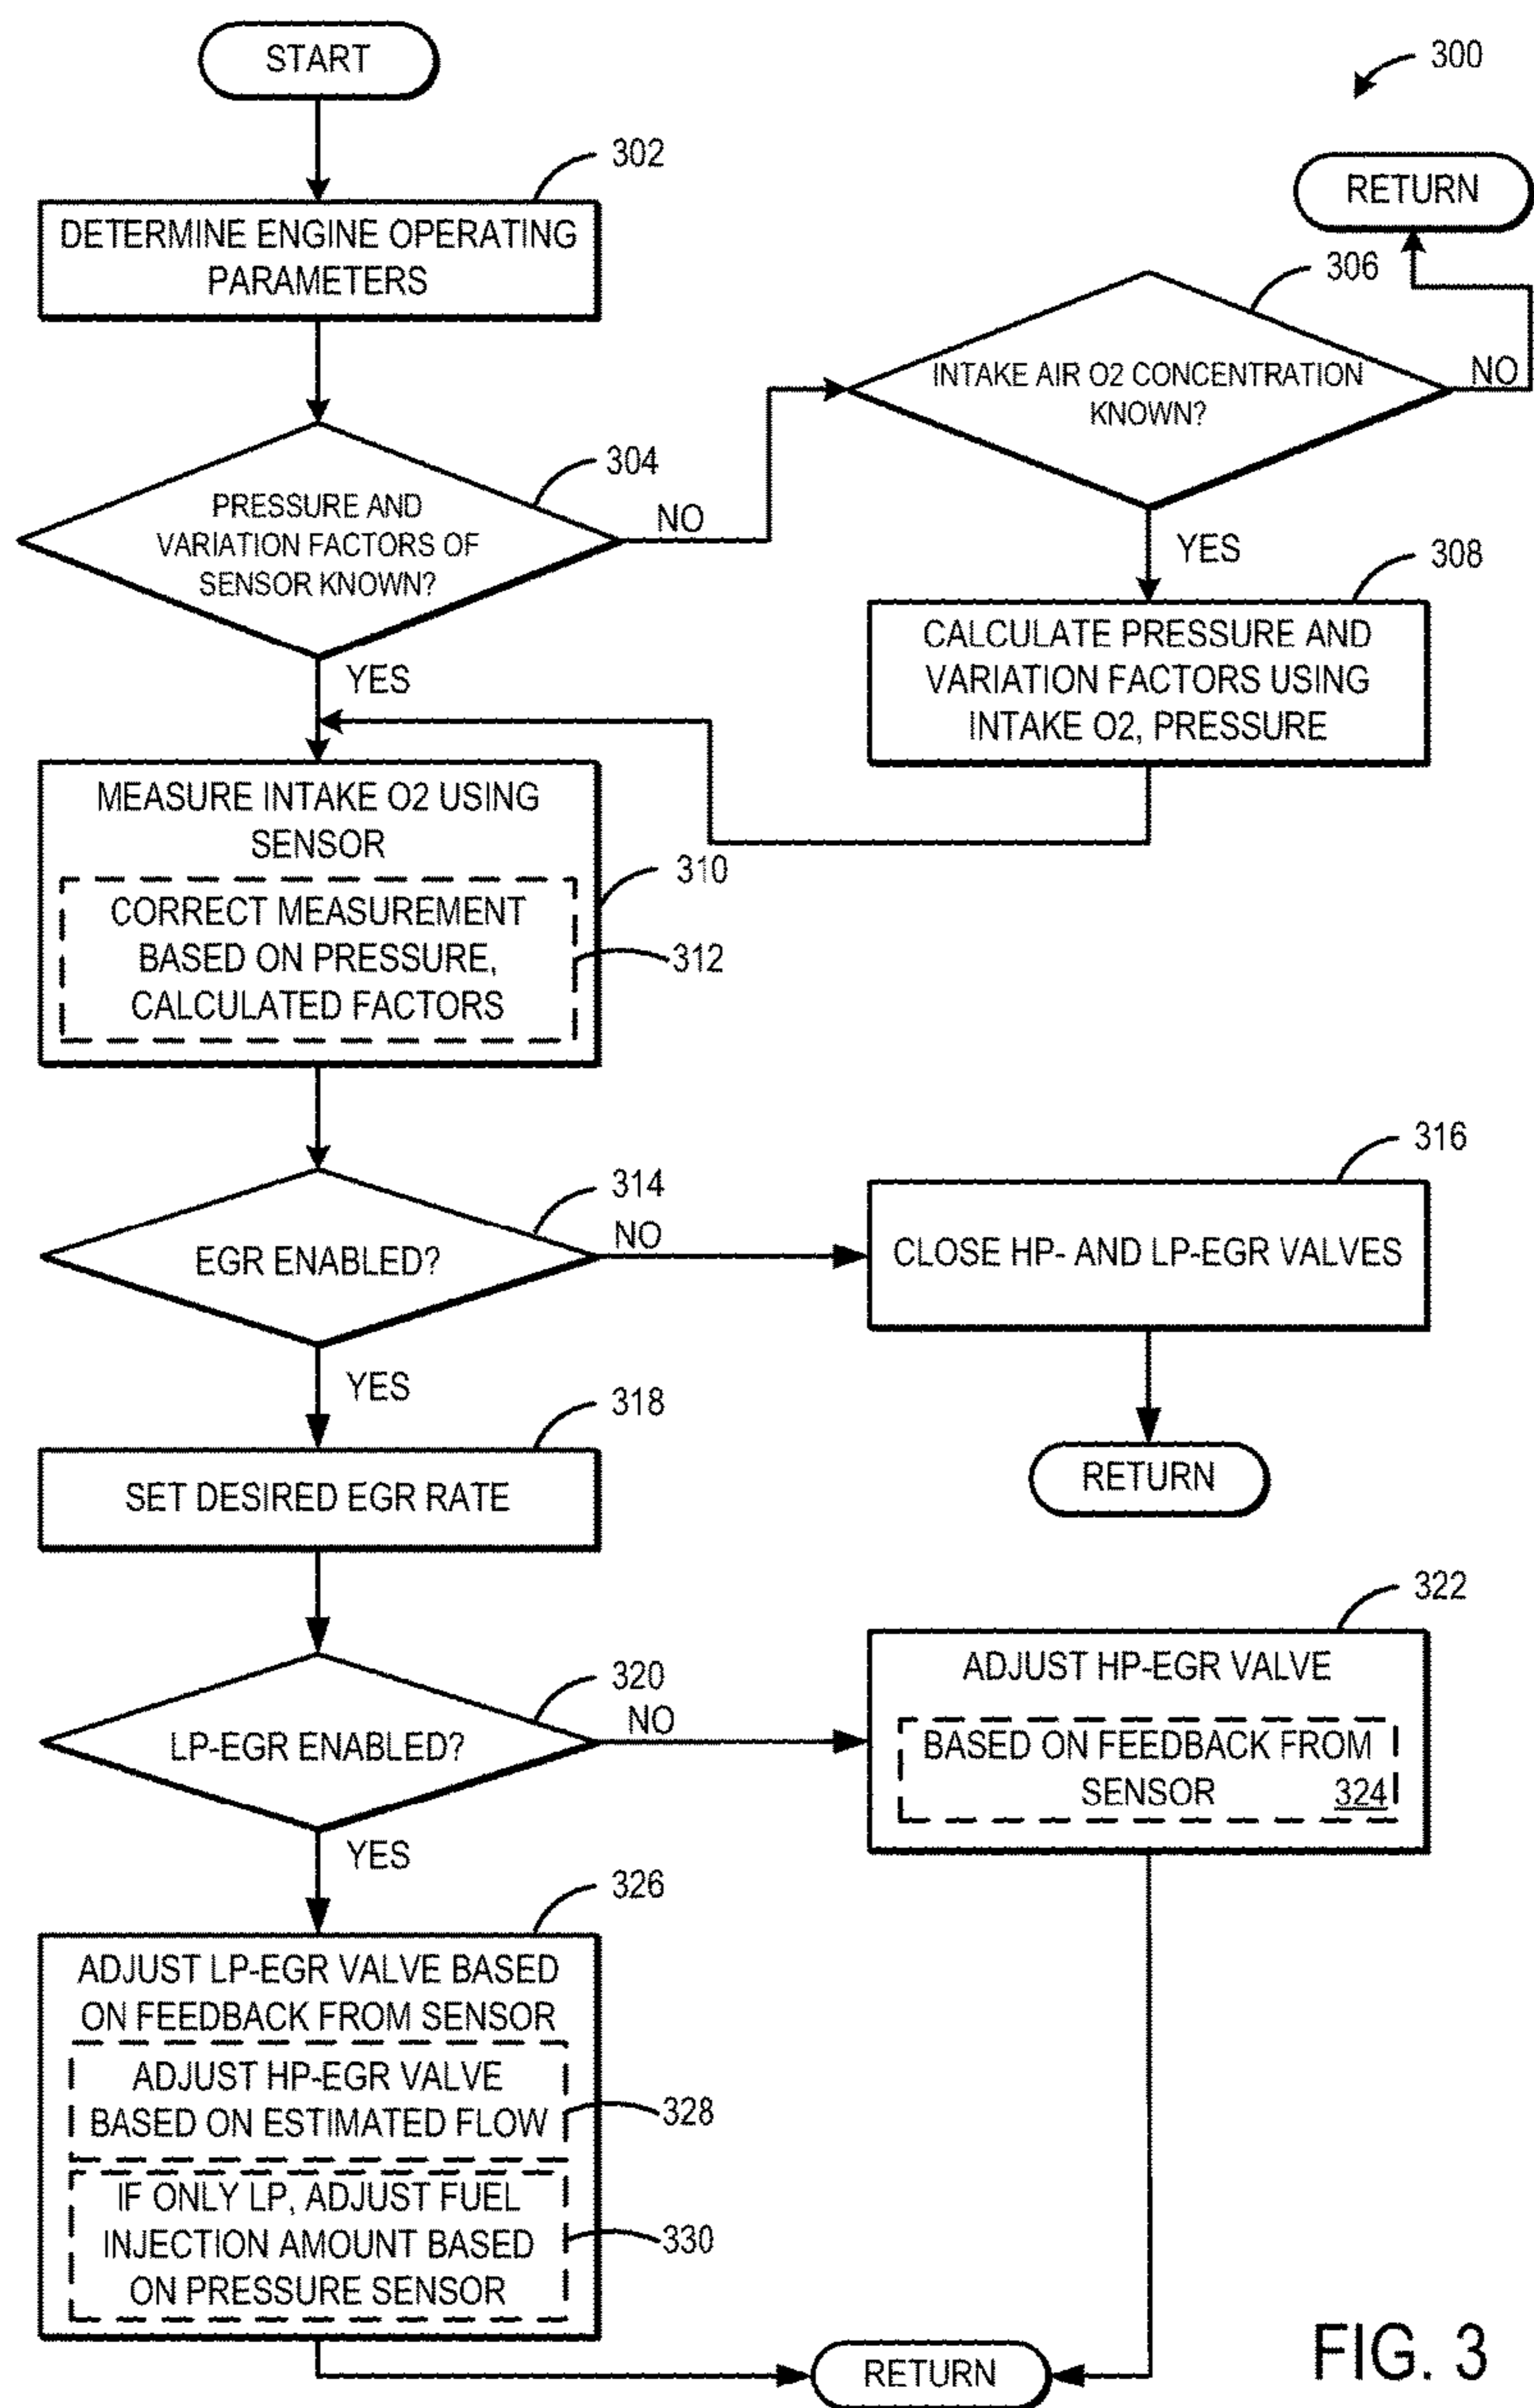 START
300
302
DETERMINE ENGINE OPERATING
PARAMETERS
RETURN
306
INTAKE AIR O2 CONCENTRATION
KNOWN?
NO
304
PRESSURE AND
VARIATION FACTORS OF
SENSOR KNOWN?
NO
YES
YES
308
CALCULATE PRESSURE AND
VARIATION FACTORS USING
INTAKE O2, PRESSURE
MEASURE INTAKE O2 USING
SENSOR
310
CORRECT MEASUREMENT
BASED ON PRESSURE,
CALCULATED FACTORS
312
314
EGR ENABLED?
NO
316
CLOSE HP- AND LP-EGR VALVES
RETURN
YES
318
SET DESIRED EGR RATE
320
LP-EGR ENABLED?
NO
322
ADJUST HP-EGR VALVE
BASED ON FEEDBACK FROM
SENSOR 324
YES
326
ADJUST LP-EGR VALVE BASED
ON FEEDBACK FROM SENSOR
ADJUST HP-EGR VALVE
BASED ON ESTIMATED FLOW
328
IF ONLY LP, ADJUST FUEL
INJECTION AMOUNT BASED
ON PRESSURE SENSOR
330
RETURN
FIG. 3